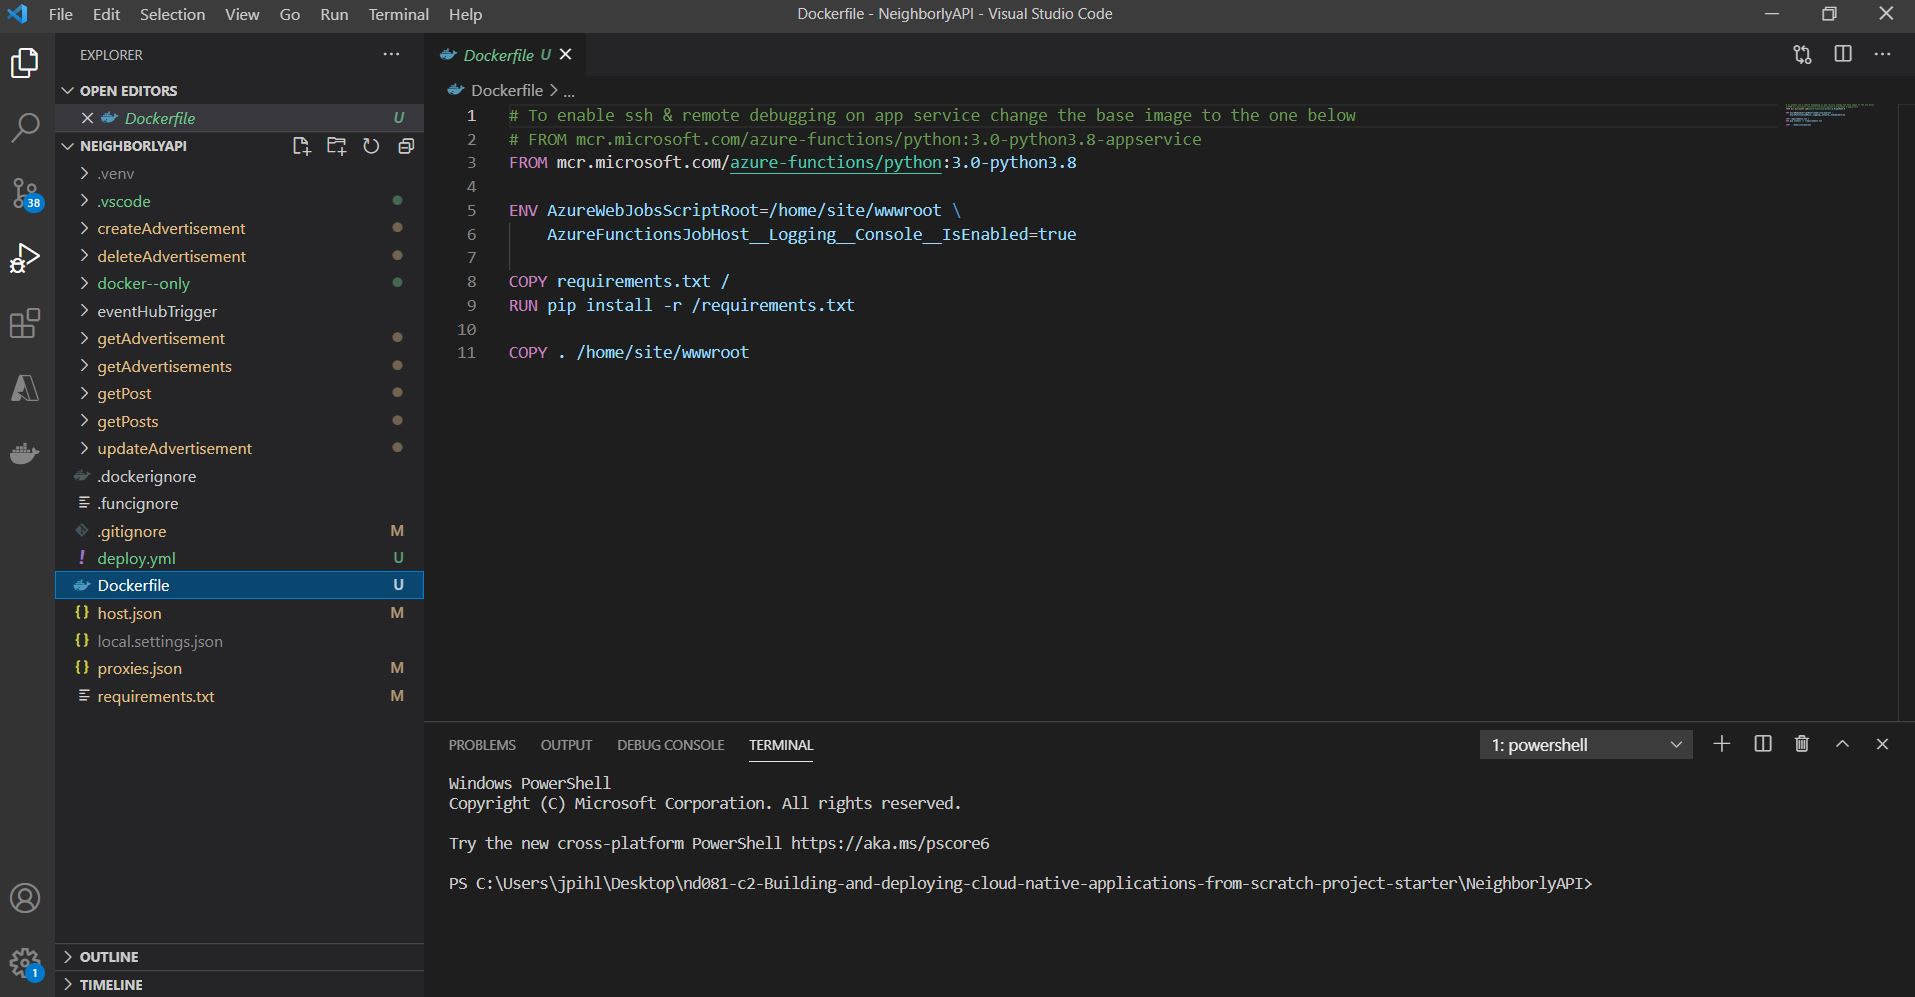 File Edit Selection View Go Run Terminal Help
Dockerfile - NeighborlyAPI - Visual Studio Code
EXPLORER
OPEN EDITORS
Dockerfile U
NEIGHBORLYAPI
.venv
.vscode
createAdvertisement
deleteAdvertisement
docker--only
eventHubTrigger
getAdvertisement
getAdvertisements
getPost
getPosts
updateAdvertisement
.dockerignore
.funcignore
.gitignore M
deploy.yml U
Dockerfile U
host.json M
local.settings.json
proxies.json M
requirements.txt M
OUTLINE
TIMELINE
38
1
Dockerfile U
Dockerfile > ...
1 # To enable ssh & remote debugging on app service change the base image to the one below
2 # FROM mcr.microsoft.com/azure-functions/python:3.0-python3.8-appservice
3 FROM mcr.microsoft.com/azure-functions/python:3.0-python3.8
4
5 ENV AzureWebJobsScriptRoot=/home/site/wwwroot \
6 AzureFunctionsJobHost__Logging__Console__IsEnabled=true
7
8 COPY requirements.txt /
9 RUN pip install -r /requirements.txt
10
11 COPY . /home/site/wwwroot
PROBLEMS OUTPUT DEBUG CONSOLE TERMINAL
1: powershell
Windows PowerShell
Copyright (C) Microsoft Corporation. All rights reserved.
Try the new cross-platform PowerShell https://aka.ms/pscore6
PS C:\Users\jpihl\Desktop\nd081-c2-Building-and-deploying-cloud-native-applications-from-scratch-project-starter\NeighborlyAPI>